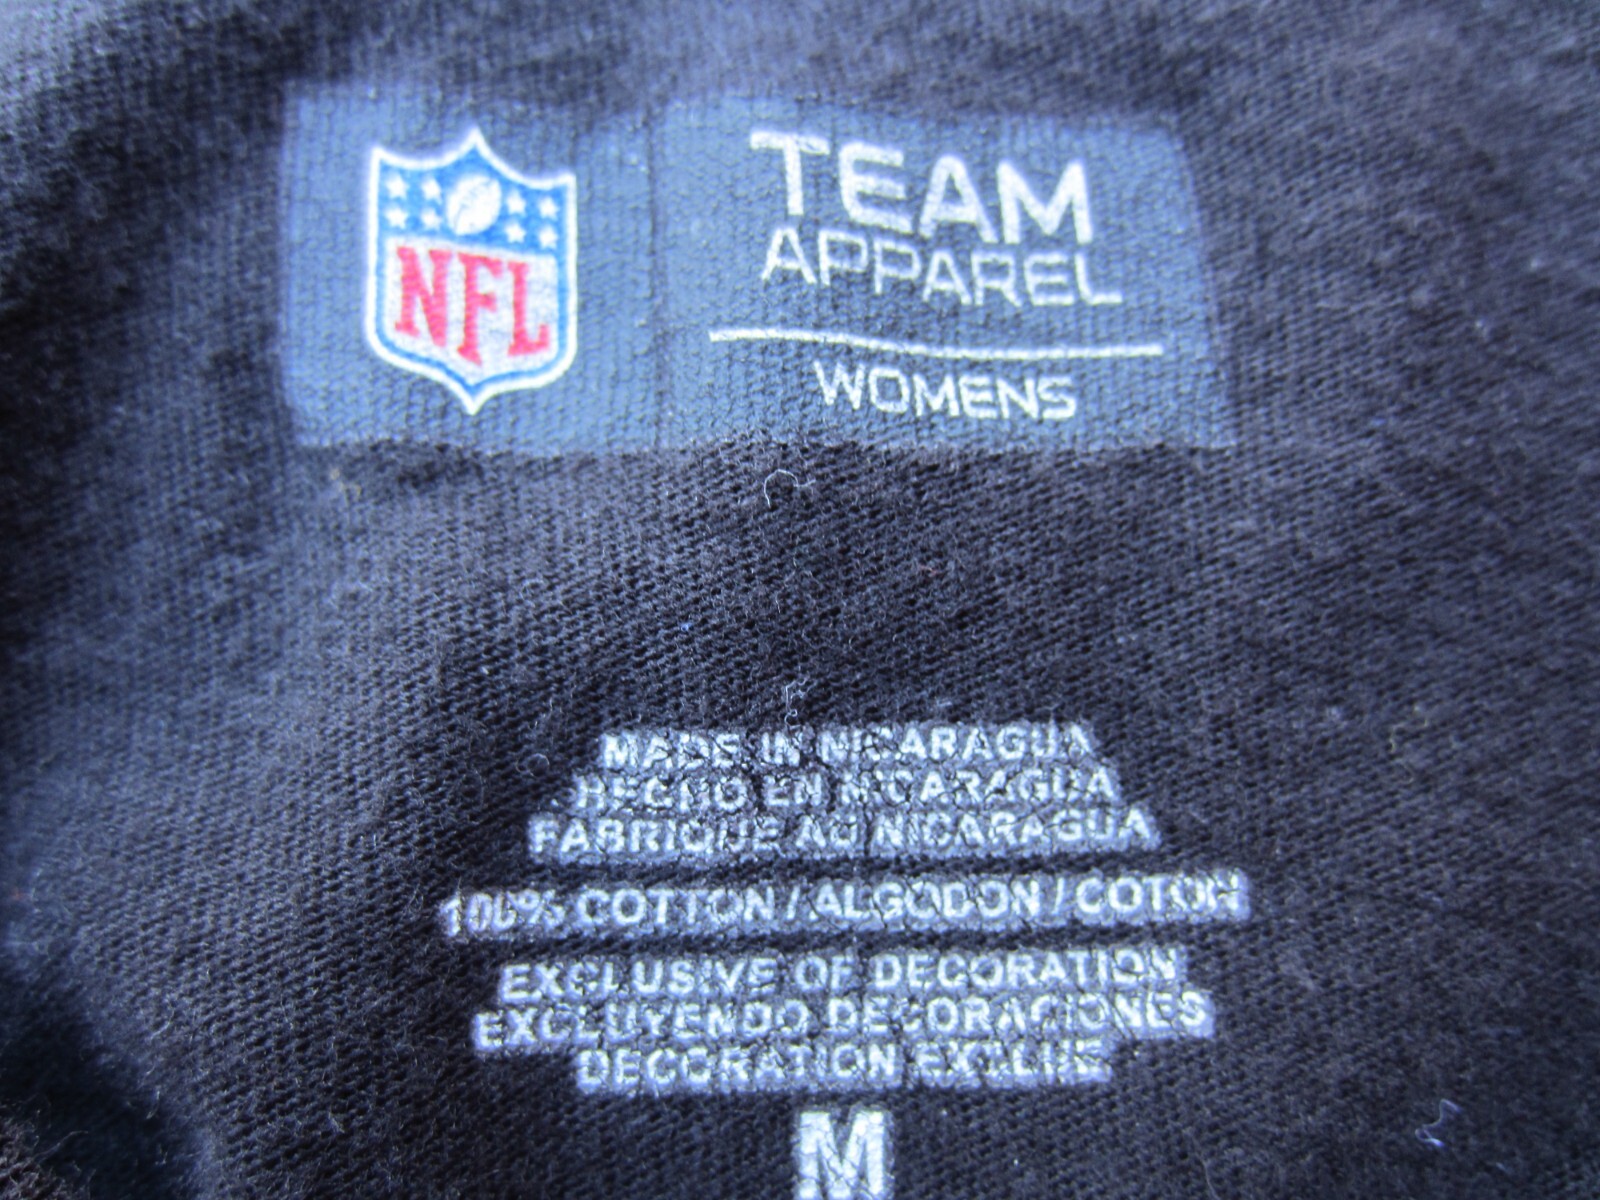 NFL
TEAM
APPAREL
WOMENS
MADE IN NICARAGUA
HECHO EN NICARAGUA
FABRIQUE AU NICARAGUA
100% COTTON / ALGODON / COTON
EXCLUSIVE OF DECORATION
EXCLUYENDO DECORACIONES
DECORATION EXCLUE
M